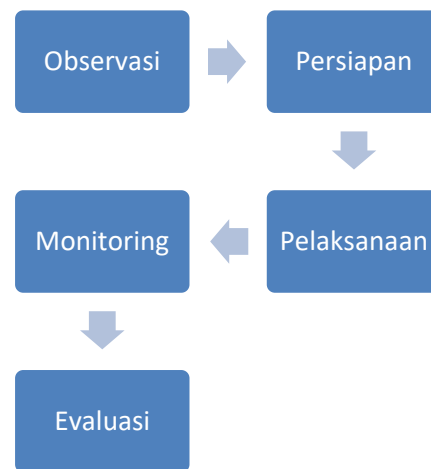 Observasi
Persiapan
Pelaksanaan
Monitoring
Evaluasi